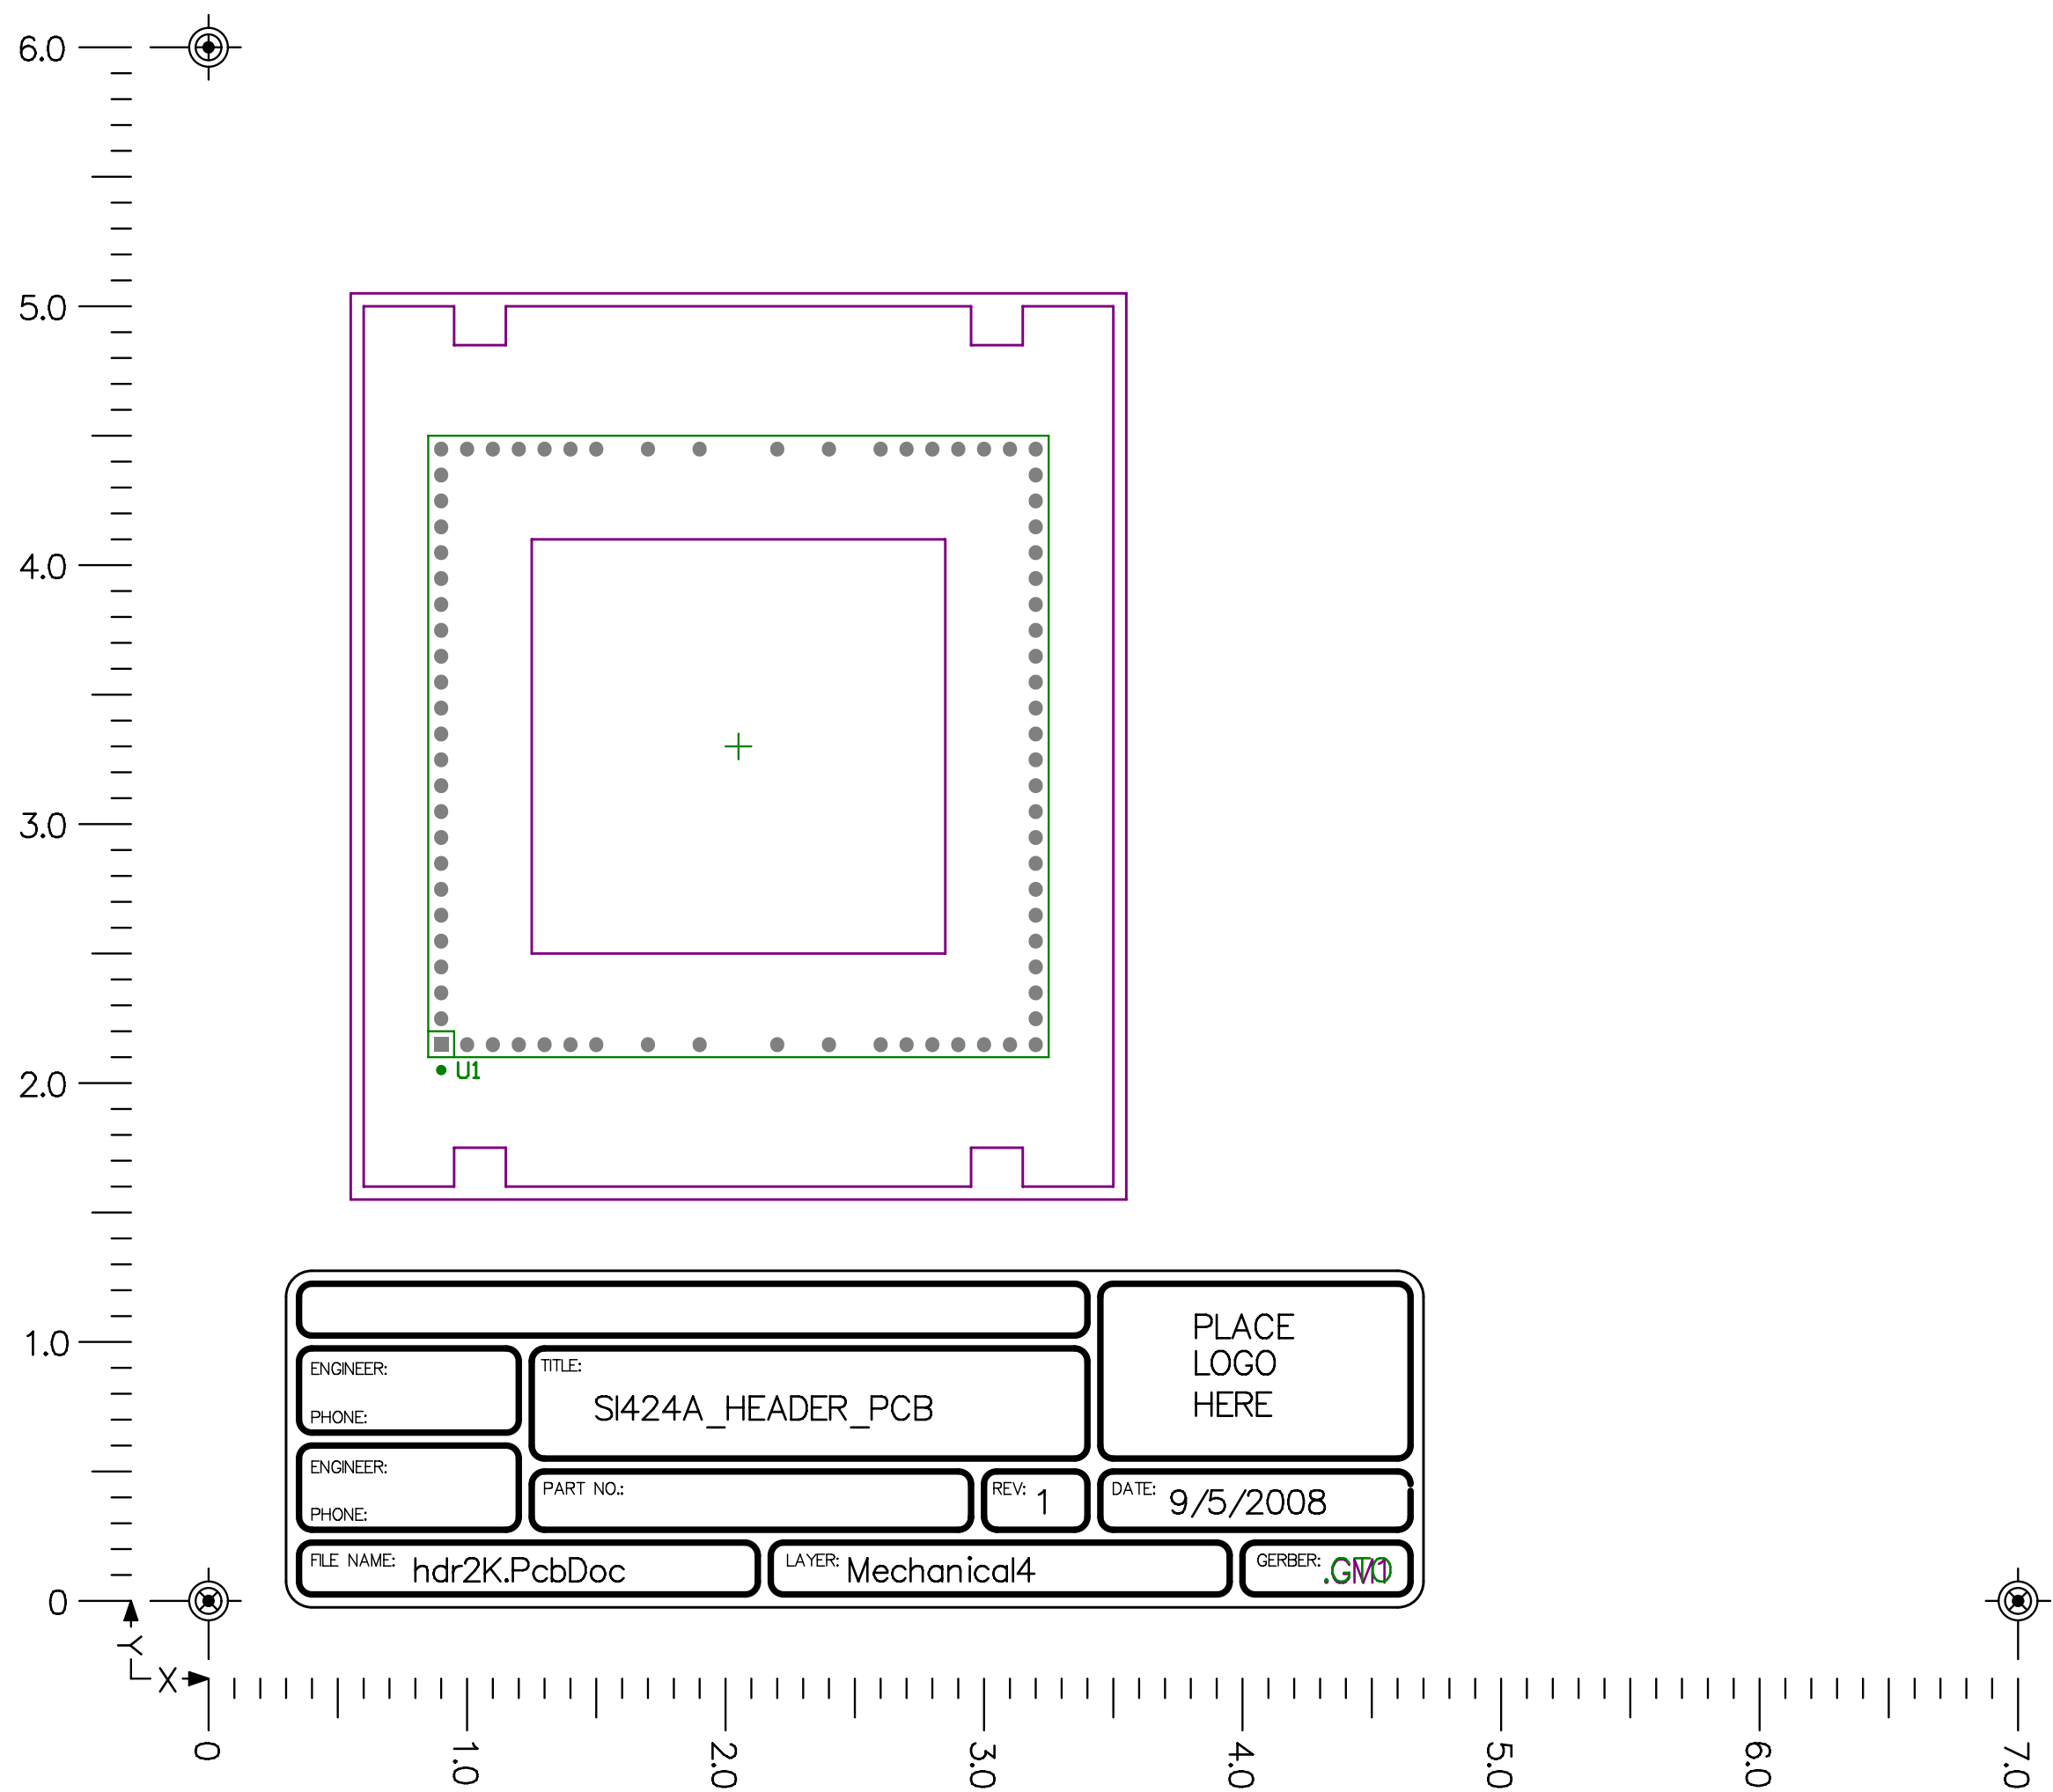 6.0
5.0
4.0
3.0
2.0
1.0
0
U1
PLACE
LOGO
HERE
ENGINEER:
PHONE:
TITLE:
SI424A_HEADER_PCB
ENGINEER:
PHONE:
PART NO.:
REV: 1
DATE: 9/5/2008
FILE NAME: hdr2K.PcbDoc
LAYER: Mechanical4
GERBER:
Y
X
0
1.0
2.0
3.0
4.0
5.0
6.0
7.0